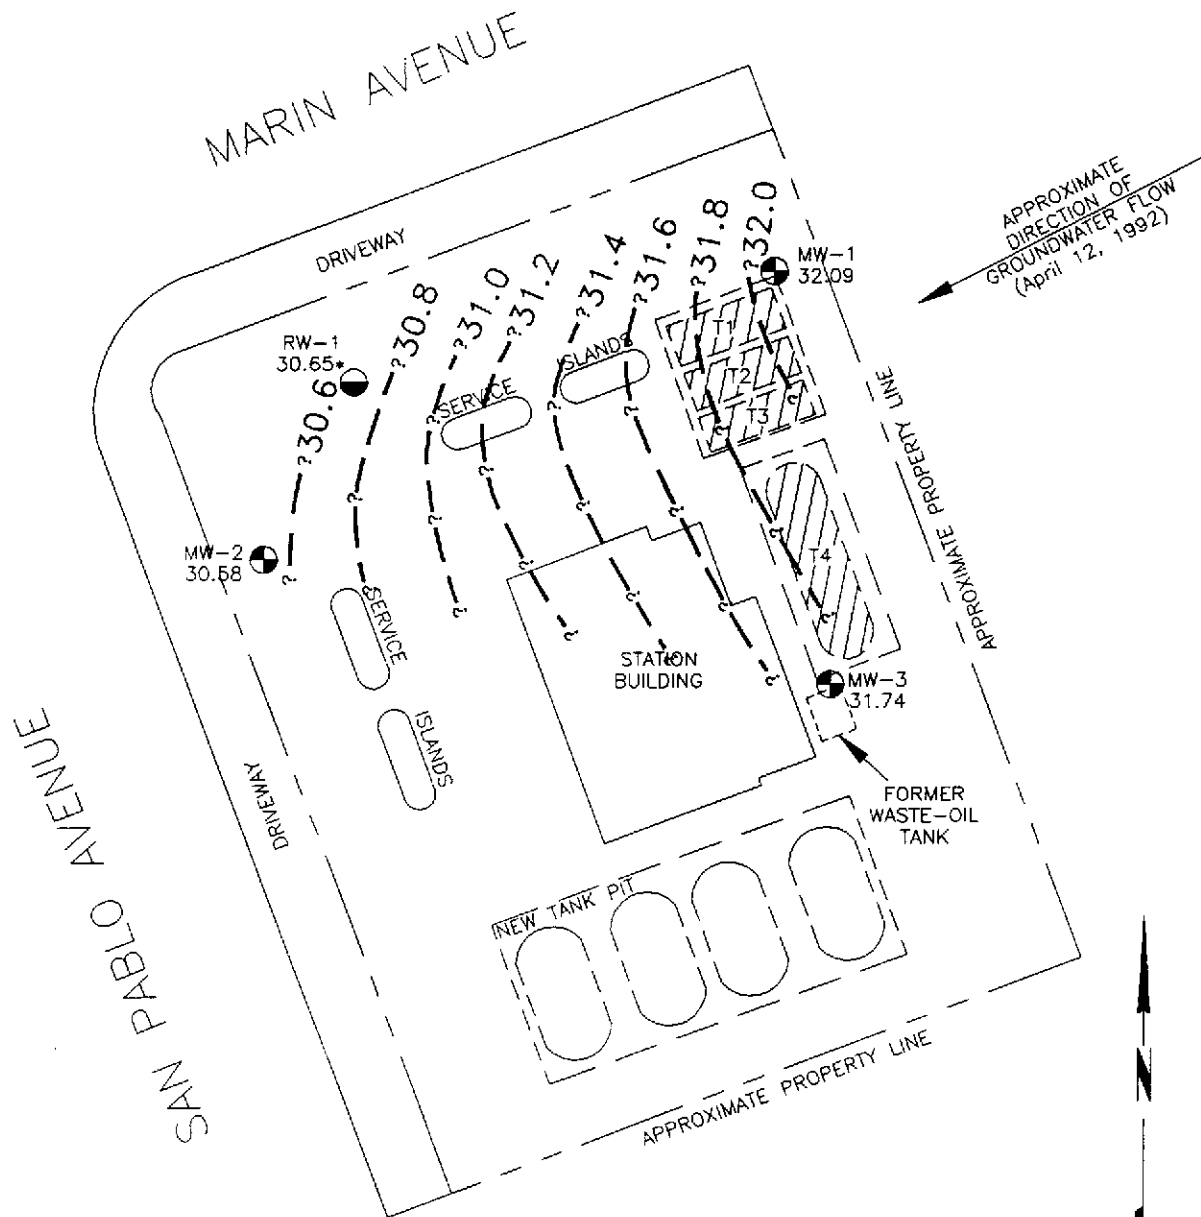 MARIN AVENUE
DRIVEWAY
APPROXIMATE
DIRECTION OF
GROUNDWATER FLOW
(April 12, 1992)
?30.6
?30.8
?31.0
?31.2
?31.4
?31.6
?31.8
?32.0
MW-1
32.09
RW-1
30.65*
ISLANDS
SERVICE
T1
T2
T3
?
?
?
?
?
?
?
?
APPROXIMATE PROPERTY LINE
MW-2
30.58
?
?
?
?
?
?
?
?
?
?
?
T4
SERVICE
ISLANDS
STATION
BUILDING
MW-3
31.74
FORMER
WASTE-OIL
TANK
SAN PABLO AVENUE
DRIVEWAY
NEW TANK PIT
APPROXIMATE PROPERTY LINE
N